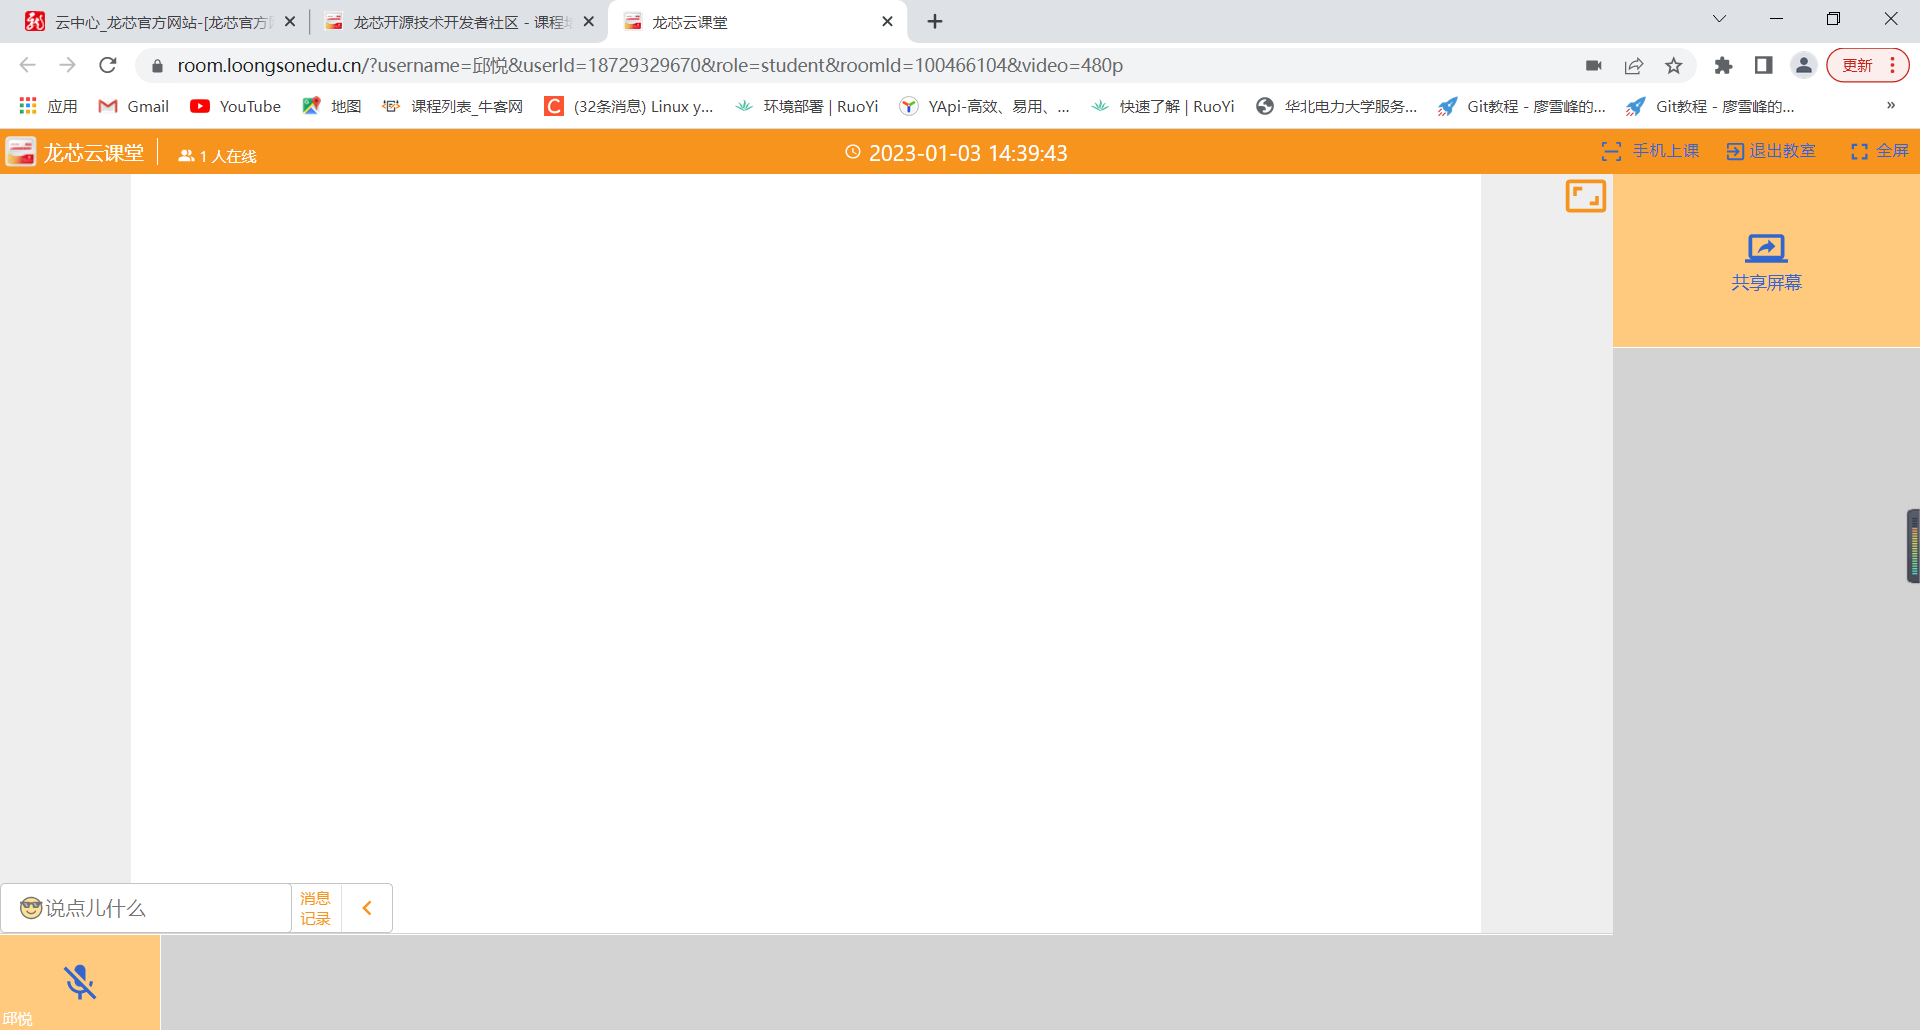 云中心_龙芯官方网站-[龙芯官方
龙芯开源技术开发者社区 - 课程
龙芯云课堂
room.loongsonedu.cn/?username=邱悦&userId=18729329670&role=student&roomId=100466104&video=480p
更新
应用
Gmail
YouTube
地图
课程列表_牛客网
(32条消息) Linux y...
环境部署 | RuoYi
YApi-高效、易用、...
快速了解 | RuoYi
华北电力大学服务...
Git教程 - 廖雪峰的...
Git教程 - 廖雪峰的...
»
龙芯云课堂
1 人在线
2023-01-03 14:39:43
手机上课
退出教室
全屏
共享屏幕
说点儿什么
消息
记录
邱悦